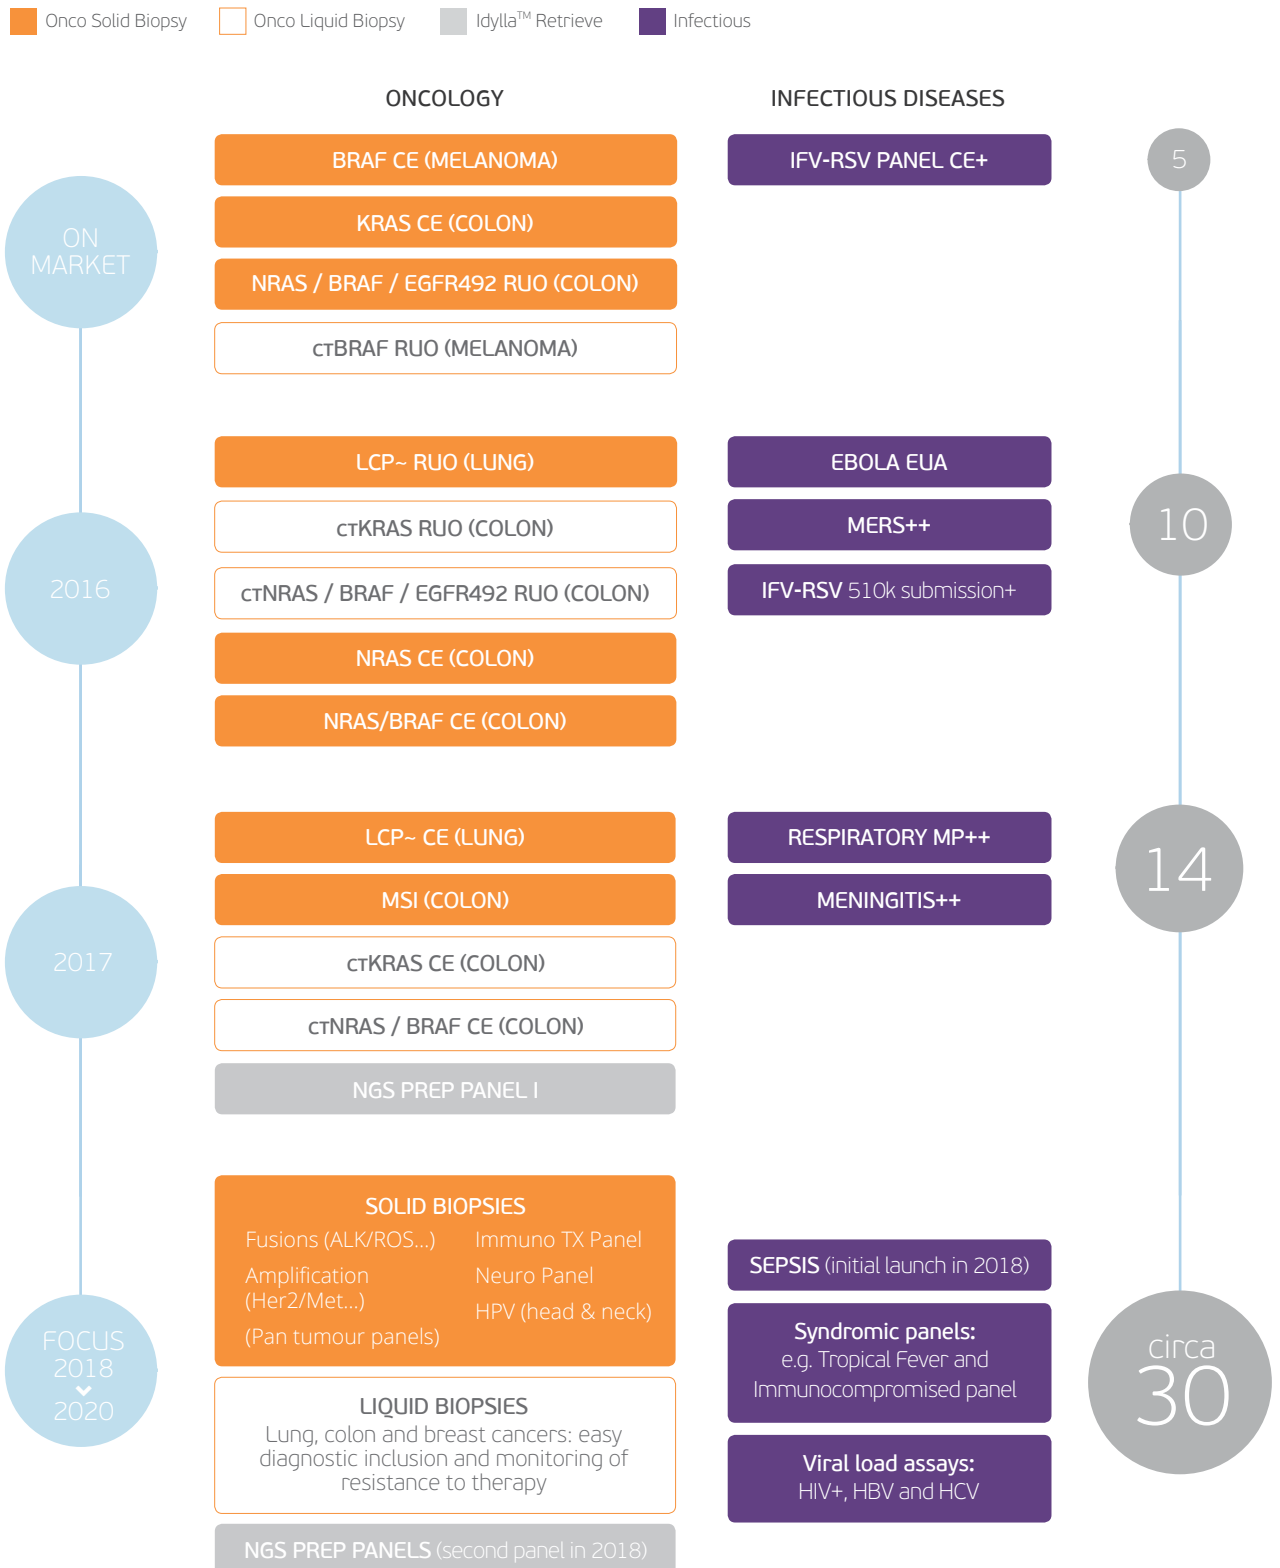 Onco Solid Biopsy
Onco Liquid Biopsy
Idylla™ Retrieve
Infectious
ONCOLOGY
INFECTIOUS DISEASES
ON
MARKET
BRAF CE (MELANOMA)
KRAS CE (COLON)
NRAS / BRAF / EGFR492 RUO (COLON)
CTBRAF RUO (MELANOMA)
IFV-RSV PANEL CE+
5
2016
LCP~ RUO (LUNG)
CTKRAS RUO (COLON)
CTNRAS / BRAF / EGFR492 RUO (COLON)
NRAS CE (COLON)
NRAS/BRAF CE (COLON)
EBOLA EUA
MERS++
IFV-RSV 510k submission+
10
2017
LCP~ CE (LUNG)
MSI (COLON)
CTKRAS CE (COLON)
CTNRAS / BRAF CE (COLON)
NGS PREP PANEL I
RESPIRATORY MP++
MENINGITIS++
14
FOCUS
2018
2020
SOLID BIOPSIES
Fusions (ALK/ROS...)
Amplification
(Her2/Met...)
(Pan tumour panels)
Immuno TX Panel
Neuro Panel
HPV (head & neck)
LIQUID BIOPSIES
Lung, colon and breast cancers: easy
diagnostic inclusion and monitoring of
resistance to therapy
NGS PREP PANELS (second panel in 2018)
SEPSIS (initial launch in 2018)
Syndromic panels:
e.g. Tropical Fever and
Immunocompromised panel
Viral load assays:
HIV+, HBV and HCV
circa
30